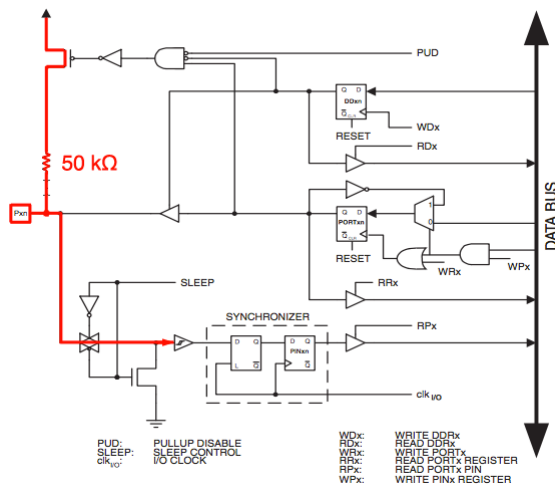 PUD
Q D
DDxn
Q CLR
RESET
WDx
RDx
50 kΩ
Pxn
1
Q D
PORTxn
0
Q CLR
RESET
WRx
WPx
DATA BUS
SLEEP
RRx
SYNCHRONIZER
RPx
D Q
D Q
PINxn
L Q
Q
clk I/O
PUD: PULLUP DISABLE
SLEEP: SLEEP CONTROL
clkI/O: I/O CLOCK
WDx: WRITE DDRx
RDx: READ DDRx
WRx: WRITE PORTx
RRx: READ PORTx REGISTER
RPx: READ PORTx PIN
WPx: WRITE PINx REGISTER